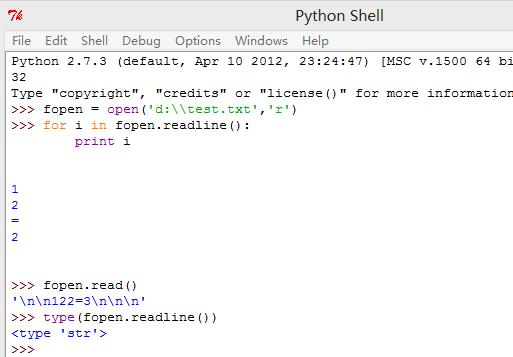 Python Shell
File Edit Shell Debug Options Windows Help
Python 2.7.3 (default, Apr 10 2012, 23:24:47) [MSC v.1500 64 bi
32
Type "copyright", "credits" or "license()" for more information
>>> fopen = open('d:\\test.txt','r')
>>> for i in fopen.readline():
        print i
1
2
=
2
>>> fopen.read()
'\n\n122=3\n\n\n'
>>> type(fopen.readline())
<type 'str'>
>>>